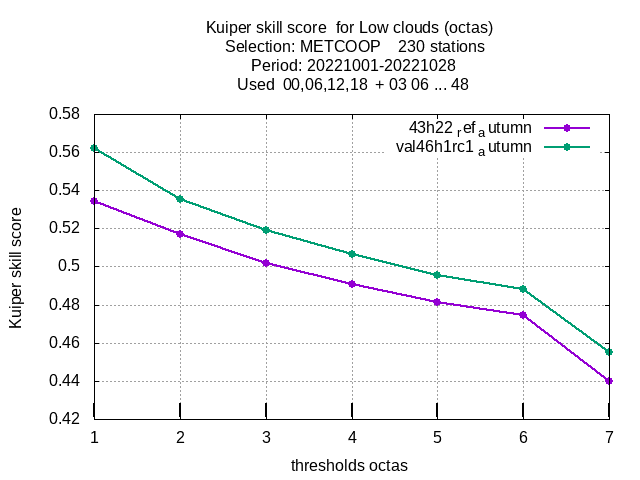 Kuiper skill score for Low clouds (octas)
Selection: METCOOP 230 stations
Period: 20221001-20221028
Used 00,06,12,18 + 03 06 ... 48
0.58
0.56
0.54
0.52
0.5
0.48
0.46
0.44
0.42
Kuiper skill score
43h22refautumn
val46h1rc1autumn
1 2 3 4 5 6 7
thresholds octas